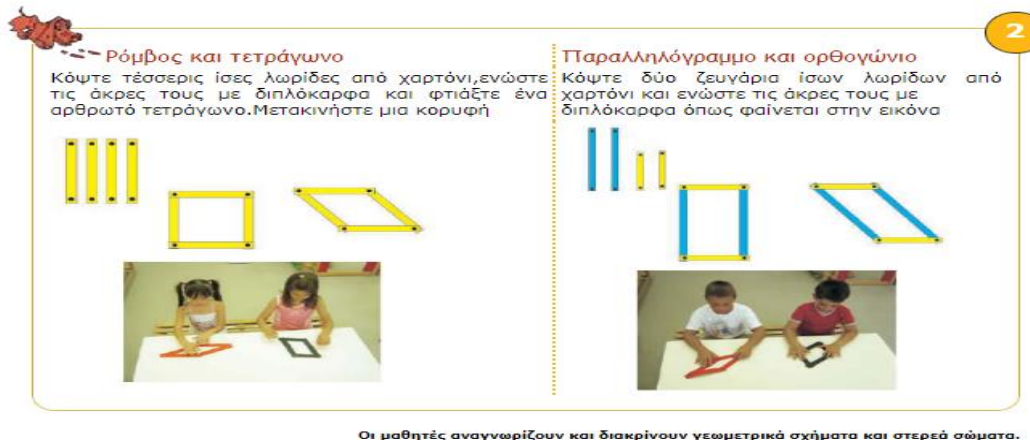 2
Ρόμβος και τετράγωνο
Κόψτε τέσσερις ίσες λωρίδες από χαρτόνι,ενώστε
τις άκρες τους με διπλόκαρφα και φτιάξτε ένα
αρθρωτό τετράγωνο.Μετακινήστε μια κορυφή
Παραλληλόγραμμο και ορθογώνιο
Κόψτε δύο ζευγάρια ίσων λωρίδων από
χαρτόνι και ενώστε τις άκρες τους με
διπλόκαρφα όπως φαίνεται στην εικόνα
Οι μαθητές αναγνωρίζουν και διακρίνουν γεωμετρικά σχήματα και στερεά σώματα.